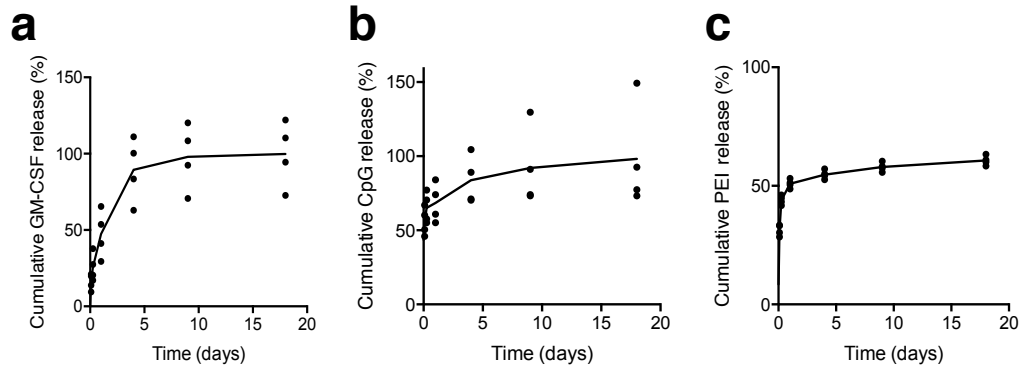 a
Cumulative GM-CSF release (%)
150
100
50
0
0 5 10 15 20
Time (days)
b
Cumulative CpG release (%)
150
100
50
0
0 5 10 15 20
Time (days)
c
Cumulative PEI release (%)
100
50
0
0 5 10 15 20
Time (days)